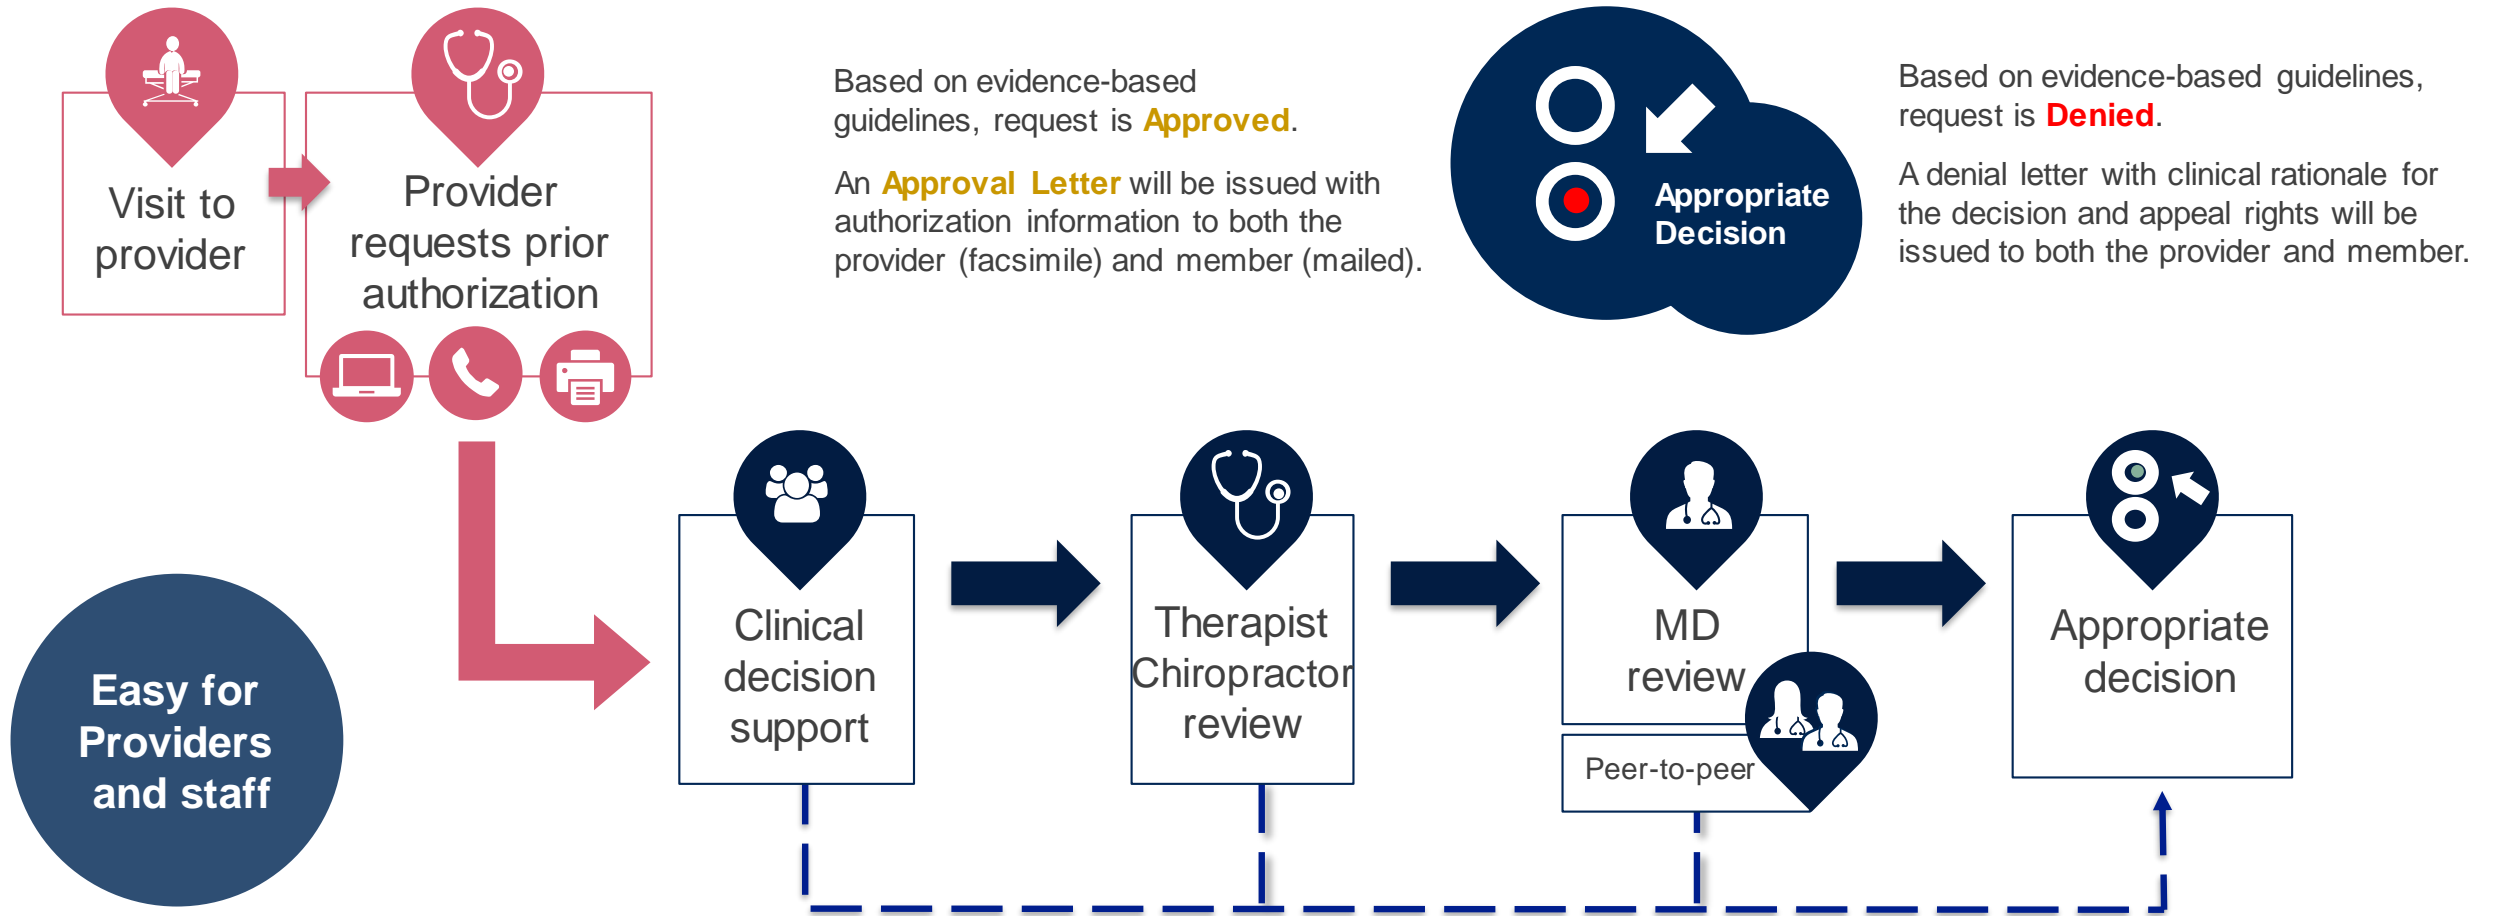 Visit to
provider
Provider
requests prior
authorization
Based on evidence-based
guidelines, request is Approved.
An Approval Letter will be issued with
authorization information to both the
provider (facsimile) and member (mailed).
Appropriate
Decision
Based on evidence-based guidelines,
request is Denied.
A denial letter with clinical rationale for
the decision and appeal rights will be
issued to both the provider and member.
Easy for
Providers
and staff
Clinical
decision
support
Therapist
Chiropractor
review
MD
review
Peer-to-peer
Appropriate
decision